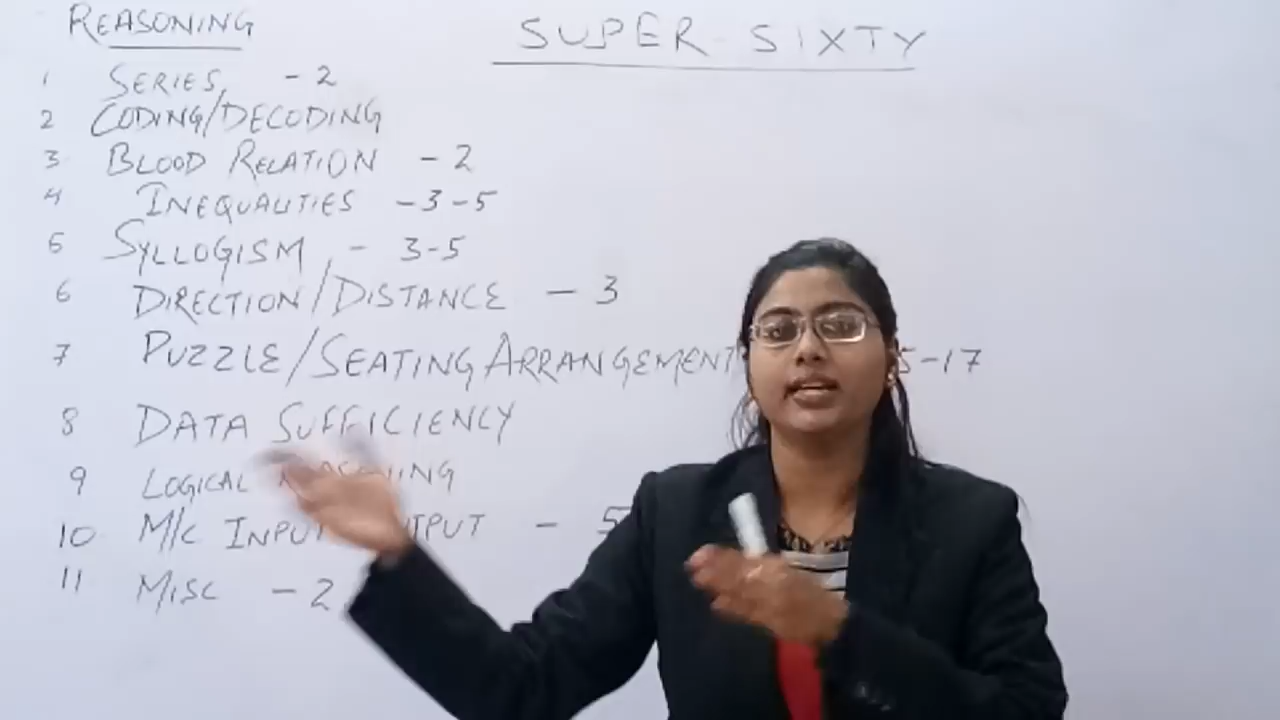 REASONING
SUPER SIXTY
1 SERIES - 2
2 CODING/DECODING
3 BLOOD RELATION - 2
4 INEQUALITIES - 3 - 5
5 SYLLOGISM - 3-5
6 DIRECTION/DISTANCE - 3
7 PUZZLE/SEATING ARRANGEMENT 5-17
8 DATA SUFFICIENCY
9 LOGICAL
10 M/C - 5
11 MISC - 2